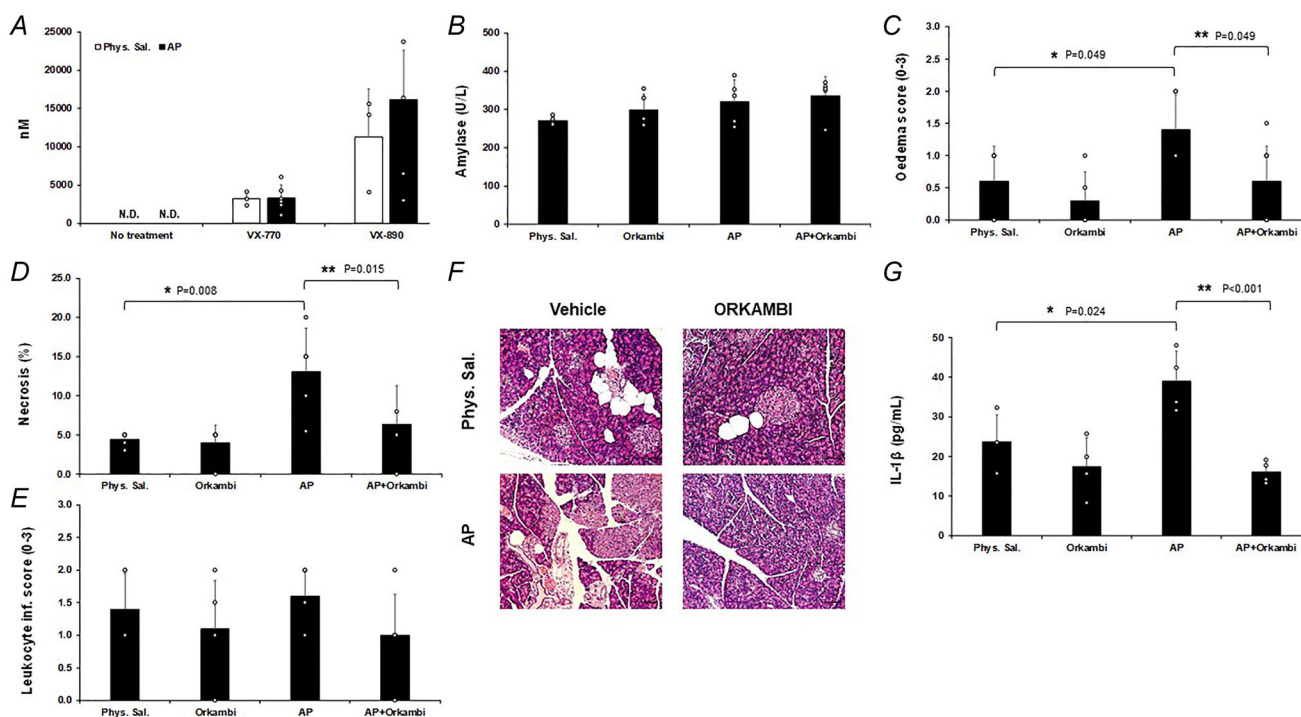 A
25000
20000
15000
10000
5000
0
nM
Phys. Sal. AP
N.D. N.D.
No treatment VX-770 VX-890
B
500
400
300
200
100
0
Amylase (U/L)
Phys. Sal. Orkambi AP AP+Orkambi
C
3.0
2.5
2.0
1.5
1.0
0.5
0.0
Oedema score (0-3)
* P=0.049
** P=0.049
Phys. Sal. Orkambi AP AP+Orkambi
D
25.0
20.0
15.0
10.0
5.0
0.0
Necrosis (%)
* P=0.008
** P=0.015
Phys. Sal. Orkambi AP AP+Orkambi
E
3.0
2.5
2.0
1.5
1.0
0.5
0.0
Leukocyte inf. score (0-3)
Phys. Sal. Orkambi AP AP+Orkambi
F
Vehicle ORKAMBI
Phys. Sal.
AP
G
50
40
30
20
10
0
IL-1β (pg/mL)
* P=0.024
** P<0.001
Phys. Sal. Orkambi AP AP+Orkambi